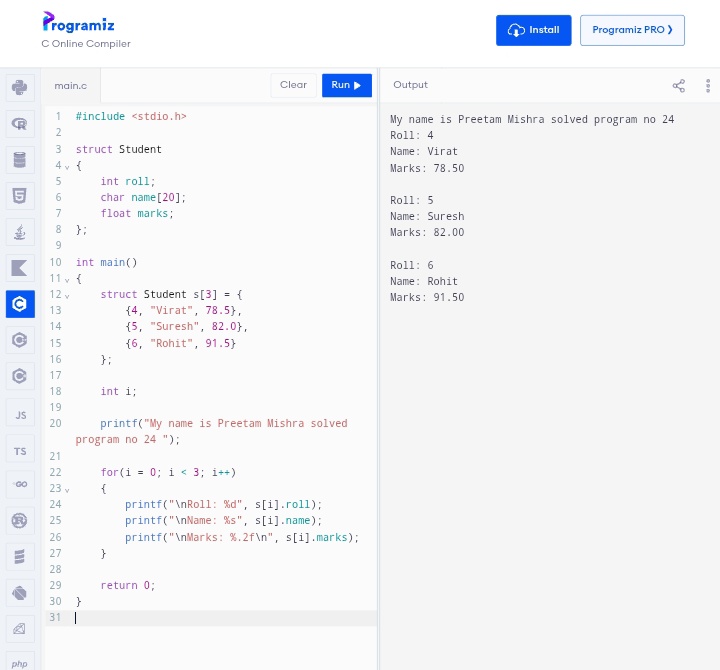 Programiz
C Online Compiler
Install
Programiz PRO ❯
main.c
Clear
Run ▶
Output
1 #include <stdio.h>
2
3 struct Student
4 {
5     int roll;
6     char name[20];
7     float marks;
8 };
9
10 int main()
11 {
12     struct Student s[3] = {
13         {4, "Virat", 78.5},
14         {5, "Suresh", 82.0},
15         {6, "Rohit", 91.5}
16     };
17
18     int i;
19
20     printf("My name is Preetam Mishra solved
program no 24 ");
21
22     for(i = 0; i < 3; i++)
23     {
24         printf("\nRoll: %d", s[i].roll);
25         printf("\nName: %s", s[i].name);
26         printf("\nMarks: %.2f\n", s[i].marks);
27     }
28
29     return 0;
30 }
31
My name is Preetam Mishra solved program no 24
Roll: 4
Name: Virat
Marks: 78.50

Roll: 5
Name: Suresh
Marks: 82.00

Roll: 6
Name: Rohit
Marks: 91.50
JS
TS
GO
php